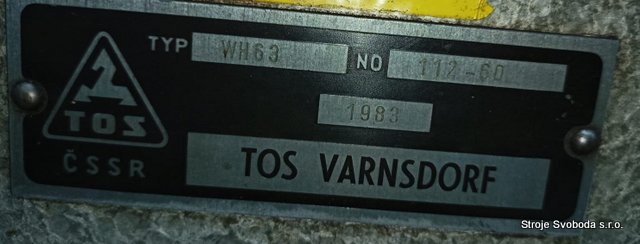 TYP WH63 NO 112-60
1983
TOS
ČSSR
TOS VARNSDORF
Stroje Svoboda s.r.o.